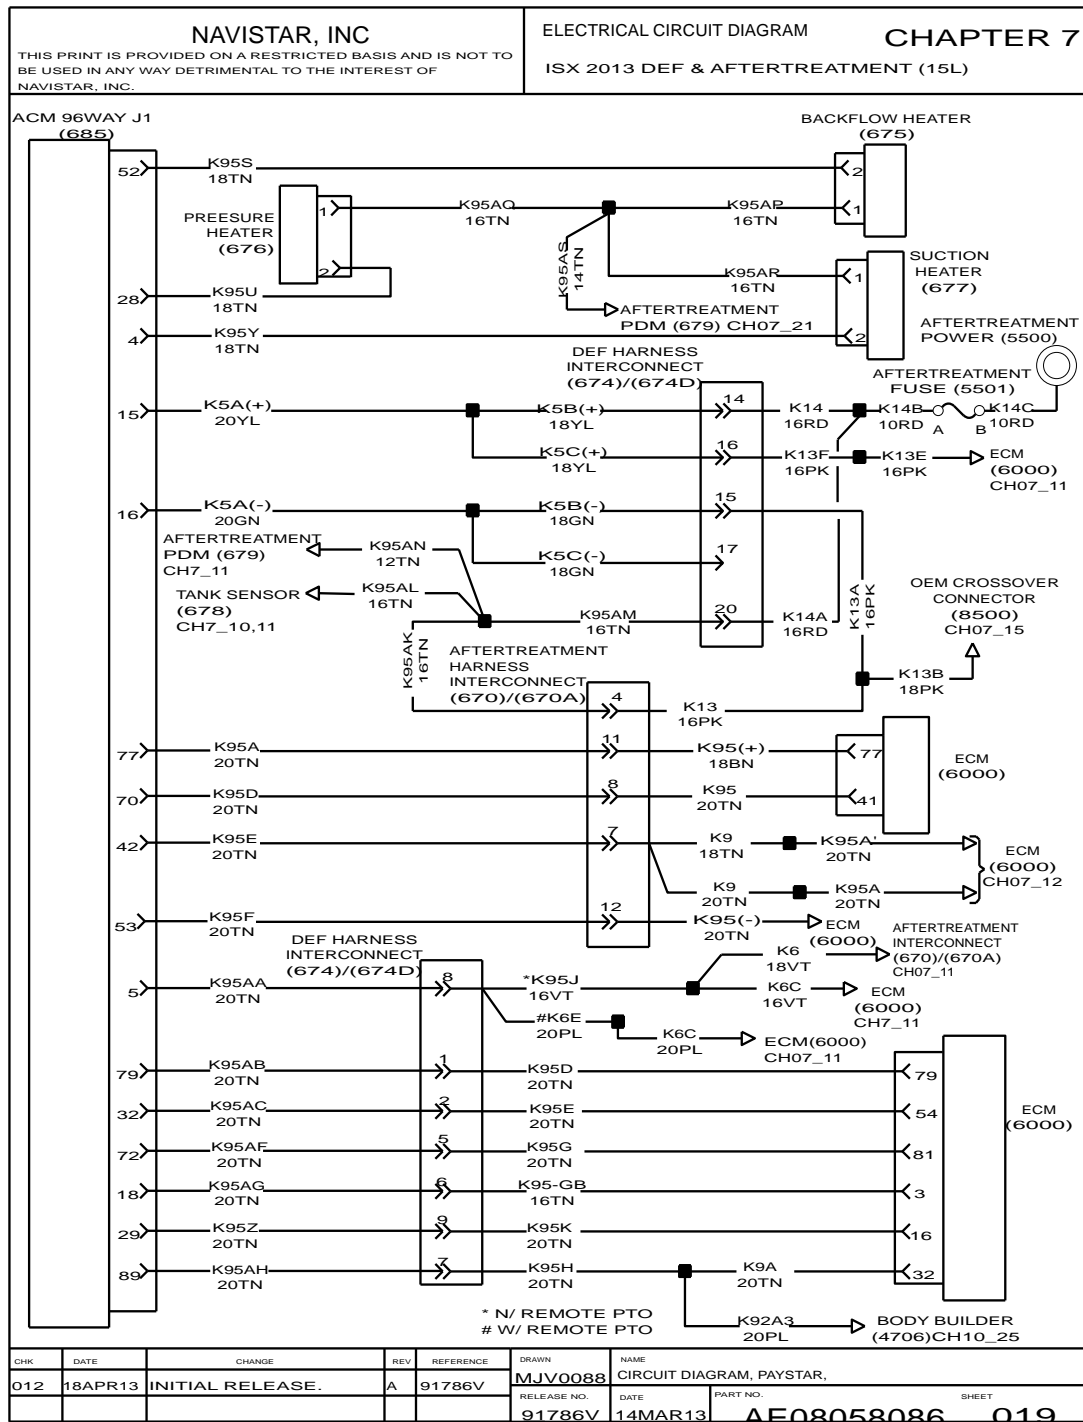 NAVISTAR, INC
THIS PRINT IS PROVIDED ON A RESTRICTED BASIS AND IS NOT TO
BE USED IN ANY WAY DETRIMENTAL TO THE INTEREST OF
NAVISTAR, INC.
ELECTRICAL CIRCUIT DIAGRAM
CHAPTER 7
ISX 2013 DEF & AFTERTREATMENT (15L)
ACM 96WAY J1
(685)
BACKFLOW HEATER
(675)
52
K95S
18TN
2
PREESURE
HEATER
(676)
1
K95AQ
16TN
K95AP
16TN
1
2
K95AS
14TN
K95AR
16TN
1
SUCTION
HEATER
(677)
28
K95U
18TN
AFTERTREATMENT
PDM (679) CH07_21
4
K95Y
18TN
2
AFTERTREATMENT
POWER (5500)
DEF HARNESS
INTERCONNECT
(674)/(674D)
AFTERTREATMENT
FUSE (5501)
15
K5A(+)
20YL
K5B(+)
18YL
14
K14
16RD
K14B
10RD
A
B
K14C
10RD
K5C(+)
18YL
16
K13F
16PK
K13E
16PK
ECM
(6000)
CH07_11
16
K5A(-)
20GN
K5B(-)
18GN
15
AFTERTREATMENT
PDM (679)
CH7_11
K95AN
12TN
K5C(-)
18GN
17
TANK SENSOR
(678)
CH7_10,11
K95AL
16TN
K95AM
16TN
20
K14A
16RD
K13A
16PK
OEM CROSSOVER
CONNECTOR
(8500)
CH07_15
K95AK
16TN
AFTERTREATMENT
HARNESS
INTERCONNECT
(670)/(670A)
K13B
18PK
4
K13
16PK
77
K95A
20TN
11
K95(+)
18BN
77
ECM
(6000)
70
K95D
20TN
8
K95
20TN
41
42
K95E
20TN
7
K9
18TN
K95A'
20TN
ECM
(6000)
CH07_12
K9
20TN
K95A
20TN
53
K95F
20TN
12
K95(-)
20TN
ECM
(6000)
DEF HARNESS
INTERCONNECT
(674)/(674D)
K6
18VT
AFTERTREATMENT
INTERCONNECT
(670)/(670A)
CH07_11
5
K95AA
20TN
8
*K95J
16VT
K6C
16VT
ECM
(6000)
CH7_11
#K6E
20PL
K6C
20PL
ECM(6000)
CH07_11
79
K95AB
20TN
1
K95D
20TN
79
32
K95AC
20TN
2
K95E
20TN
54
ECM
(6000)
72
K95AF
20TN
5
K95G
20TN
81
18
K95AG
20TN
6
K95-GB
16TN
3
29
K95Z
20TN
9
K95K
20TN
16
89
K95AH
20TN
7
K95H
20TN
K9A
20TN
32
* N/ REMOTE PTO
# W/ REMOTE PTO
K92A3
20PL
BODY BUILDER
(4706)CH10_25
CHK DATE CHANGE REV REFERENCE
012 18APR13 INITIAL RELEASE. A 91786V
DRAWN
MJV0088
NAME
CIRCUIT DIAGRAM, PAYSTAR,
RELEASE NO.
91786V
DATE
14MAR13
PART NO.
AE08058086
SHEET
019